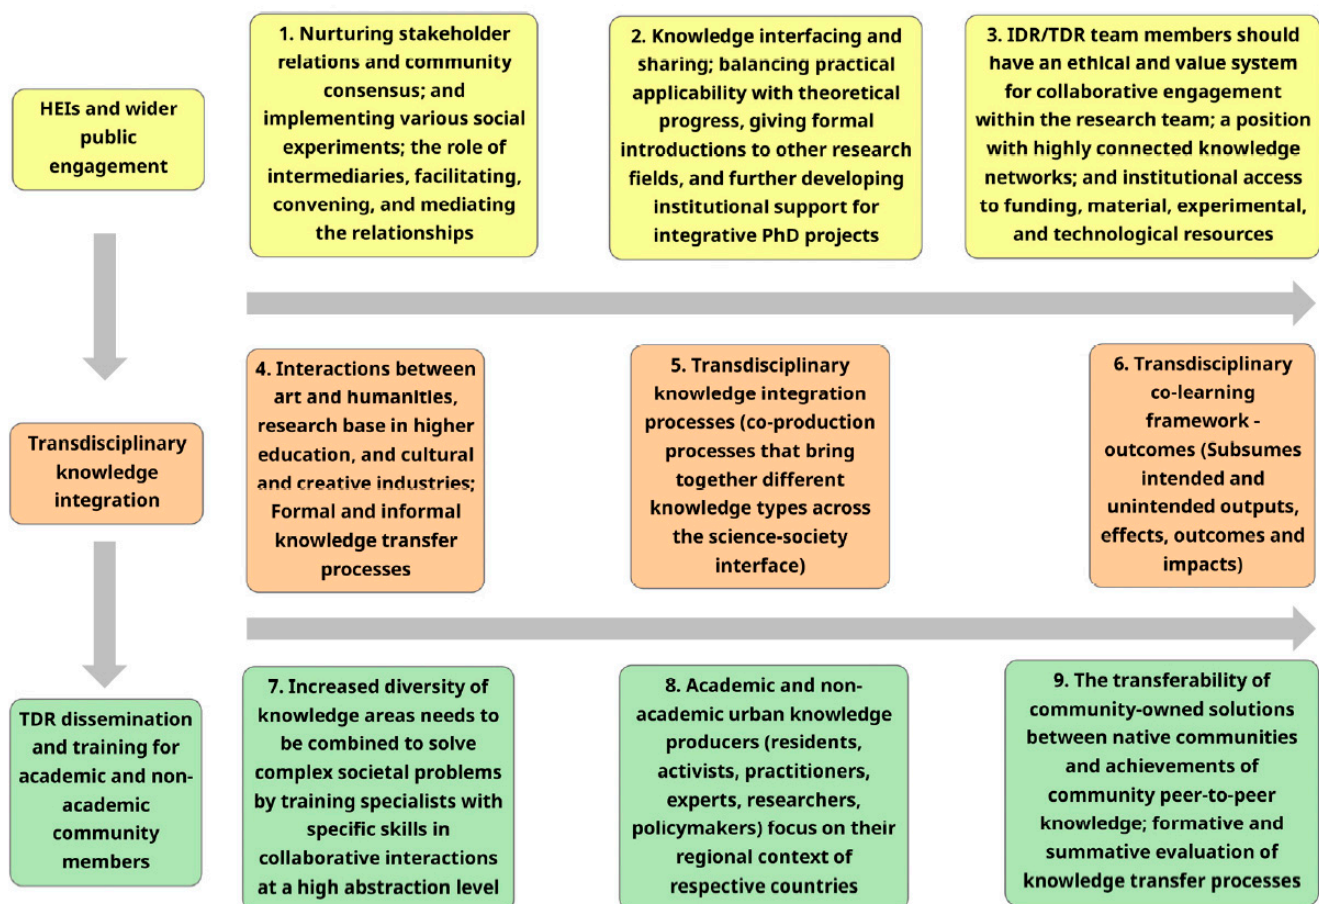 HEIs and wider
public
engagement
1. Nurturing stakeholder
relations and community
consensus; and
implementing various social
experiments; the role of
intermediaries, facilitating,
convening, and mediating
the relationships
2. Knowledge interfacing and
sharing; balancing practical
applicability with theoretical
progress, giving formal
introductions to other research
fields, and further developing
institutional support for
integrative PhD projects
3. IDR/TDR team members should
have an ethical and value system
for collaborative engagement
within the research team; a position
with highly connected knowledge
networks; and institutional access
to funding, material, experimental,
and technological resources
Transdisciplinary
knowledge
integration
4. Interactions between
art and humanities,
research base in higher
education, and cultural
and creative industries;
Formal and informal
knowledge transfer
processes
5. Transdisciplinary
knowledge integration
processes (co-production
processes that bring
together different
knowledge types across
the science-society
interface)
6. Transdisciplinary
co-learning
framework -
outcomes (Subsumes
intended and
unintended outputs,
effects, outcomes and
impacts)
TDR dissemination
and training for
academic and non-
academic
community
members
7. Increased diversity of
knowledge areas needs to
be combined to solve
complex societal problems
by training specialists with
specific skills in
collaborative interactions
at a high abstraction level
8. Academic and non-
academic urban knowledge
producers (residents,
activists, practitioners,
experts, researchers,
policymakers) focus on their
regional context of
respective countries
9. The transferability of
community-owned solutions
between native communities
and achievements of
community peer-to-peer
knowledge; formative and
summative evaluation of
knowledge transfer processes